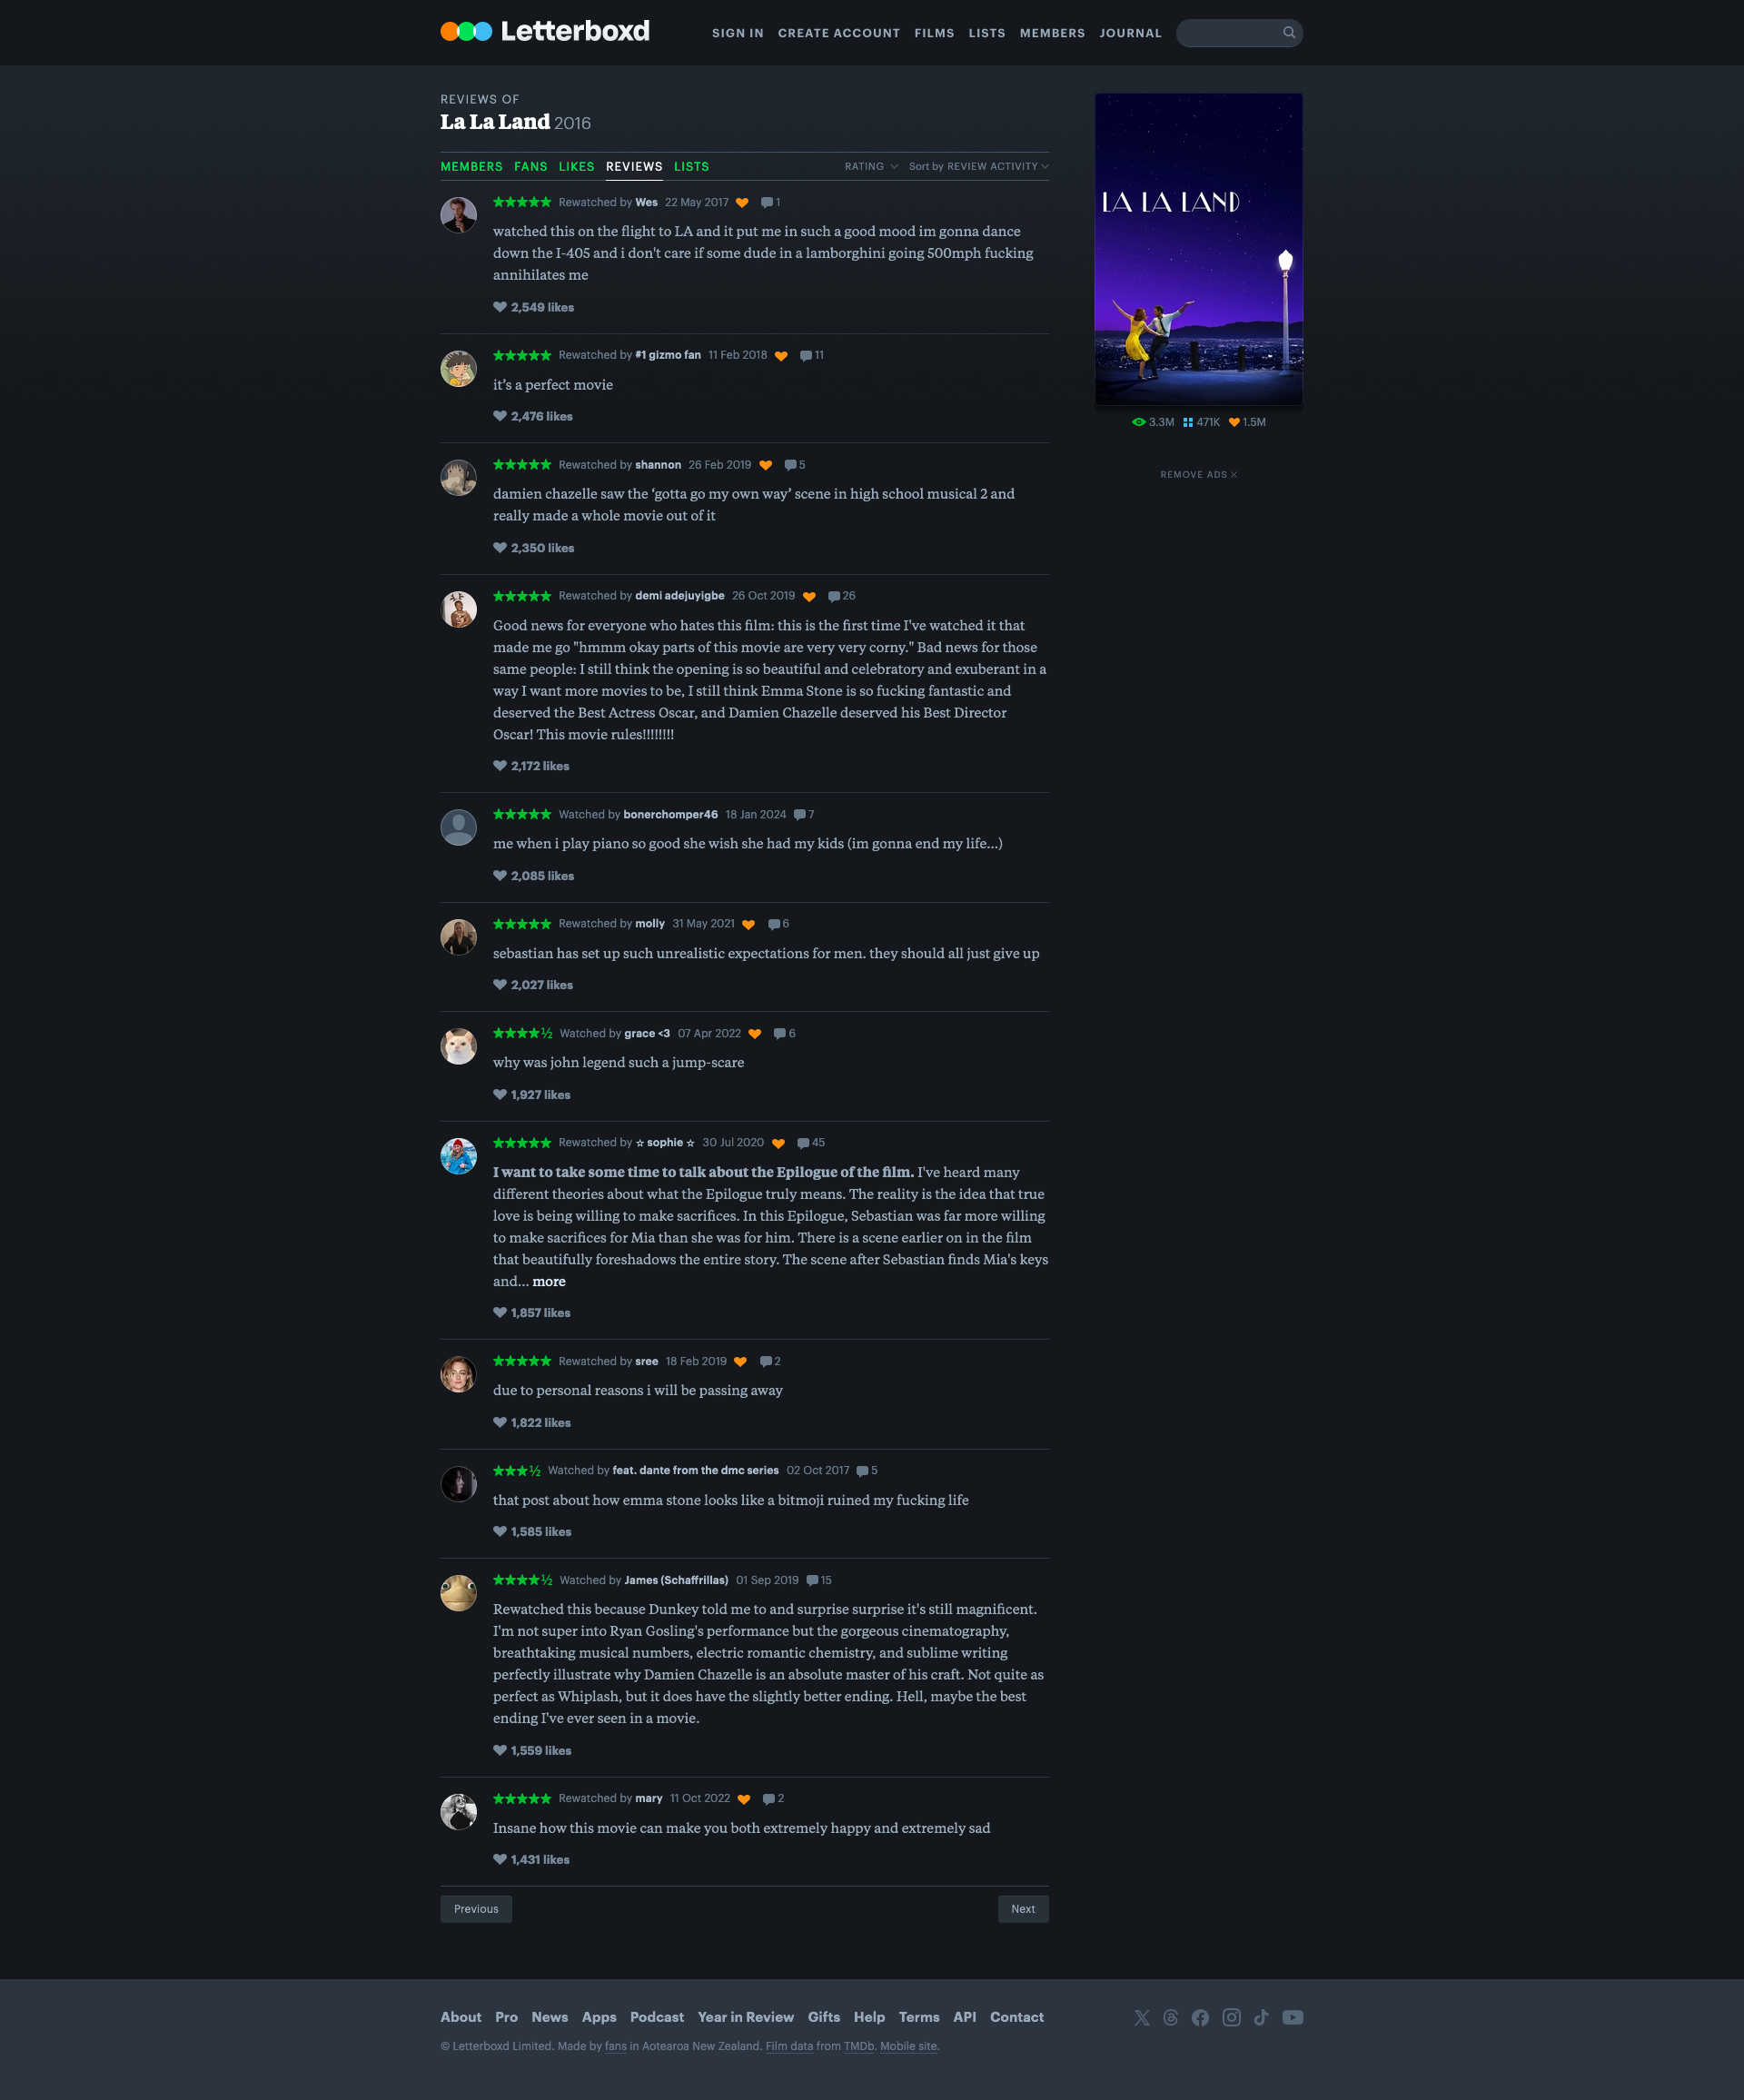 Letterboxd
SIGN IN CREATE ACCOUNT FILMS LISTS MEMBERS JOURNAL
REVIEWS OF
La La Land 2016
MEMBERS FANS LIKES REVIEWS LISTS
RATING Sort by REVIEW ACTIVITY
★★★★★ Rewatched by Wes 22 May 2017 1
watched this on the flight to LA and it put me in such a good mood im gonna dance
down the I-405 and i don't care if some dude in a lamborghini going 500mph fucking
annihilates me
2,549 likes
★★★★★ Rewatched by #1 gizmo fan 11 Feb 2018 11
it’s a perfect movie
2,476 likes
★★★★★ Rewatched by shannon 26 Feb 2019 5
damien chazelle saw the ‘gotta go my own way’ scene in high school musical 2 and
really made a whole movie out of it
2,350 likes
★★★★★ Rewatched by demi adejuyigbe 26 Oct 2019 26
Good news for everyone who hates this film: this is the first time I've watched it that
made me go "hmmm okay parts of this movie are very very corny." Bad news for those
same people: I still think the opening is so beautiful and celebratory and exuberant in a
way I want more movies to be, I still think Emma Stone is so fucking fantastic and
deserved the Best Actress Oscar, and Damien Chazelle deserved his Best Director
Oscar! This movie rules!!!!!!!!
2,172 likes
★★★★★ Watched by bonerchomper46 18 Jan 2024 7
me when i play piano so good she wish she had my kids (im gonna end my life...)
2,085 likes
★★★★★ Rewatched by molly 31 May 2021 6
sebastian has set up such unrealistic expectations for men. they should all just give up
2,027 likes
★★★★½ Watched by grace <3 07 Apr 2022 6
why was john legend such a jump-scare
1,927 likes
★★★★★ Rewatched by ☆ sophie ☆ 30 Jul 2020 45
I want to take some time to talk about the Epilogue of the film. I've heard many
different theories about what the Epilogue truly means. The reality is the idea that true
love is being willing to make sacrifices. In this Epilogue, Sebastian was far more willing
to make sacrifices for Mia than she was for him. There is a scene earlier on in the film
that beautifully foreshadows the entire story. The scene after Sebastian finds Mia's keys
and... more
1,857 likes
★★★★★ Rewatched by sree 18 Feb 2019 2
due to personal reasons i will be passing away
1,822 likes
★★★½ Watched by feat. dante from the dmc series 02 Oct 2017 5
that post about how emma stone looks like a bitmoji ruined my fucking life
1,585 likes
★★★★½ Watched by James (Schaffrillas) 01 Sep 2019 15
Rewatched this because Dunkey told me to and surprise surprise it's still magnificent.
I'm not super into Ryan Gosling's performance but the gorgeous cinematography,
breathtaking musical numbers, electric romantic chemistry, and sublime writing
perfectly illustrate why Damien Chazelle is an absolute master of his craft. Not quite as
perfect as Whiplash, but it does have the slightly better ending. Hell, maybe the best
ending I've ever seen in a movie.
1,559 likes
★★★★★ Rewatched by mary 11 Oct 2022 2
Insane how this movie can make you both extremely happy and extremely sad
1,431 likes
Previous Next
LA LA LAND
3.3M 471K 1.5M
REMOVE ADS
About Pro News Apps Podcast Year in Review Gifts Help Terms API Contact
© Letterboxd Limited. Made by fans in Aotearoa New Zealand. Film data from TMDb. Mobile site.